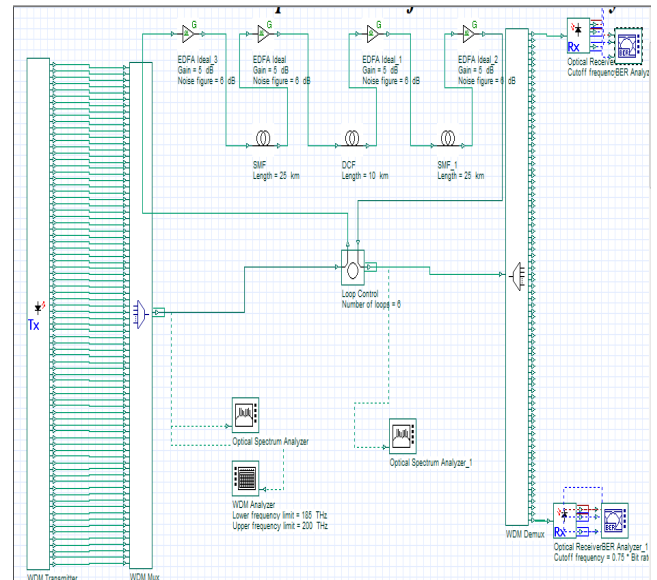 G
G
G
G
EDFA Ideal_3
Gain = 5 dB
Noise figure = 6 dB
EDFA Ideal
Gain = 5 dB
Noise figure = 6 dB
EDFA Ideal_1
Gain = 5 dB
Noise figure = 6 dB
EDFA Ideal_2
Gain = 5 dB
Noise figure = 6 dB
Rx
BER
Optical Receiver
Cutoff frequency
BER Analyz
SMF
Length = 25 km
DCF
Length = 10 km
SMF_1
Length = 25 km
Loop Control
Number of loops = 6
Tx
Optical Spectrum Analyzer
Optical Spectrum Analyzer_1
WDM Analyzer
Lower frequency limit = 185 THz
Upper frequency limit = 200 THz
Rx
BER
WDM Demux
Optical Receiver
BER Analyzer_1
Cutoff frequency = 0.75 * Bit rat
WDM Transmitter
WDM Mux